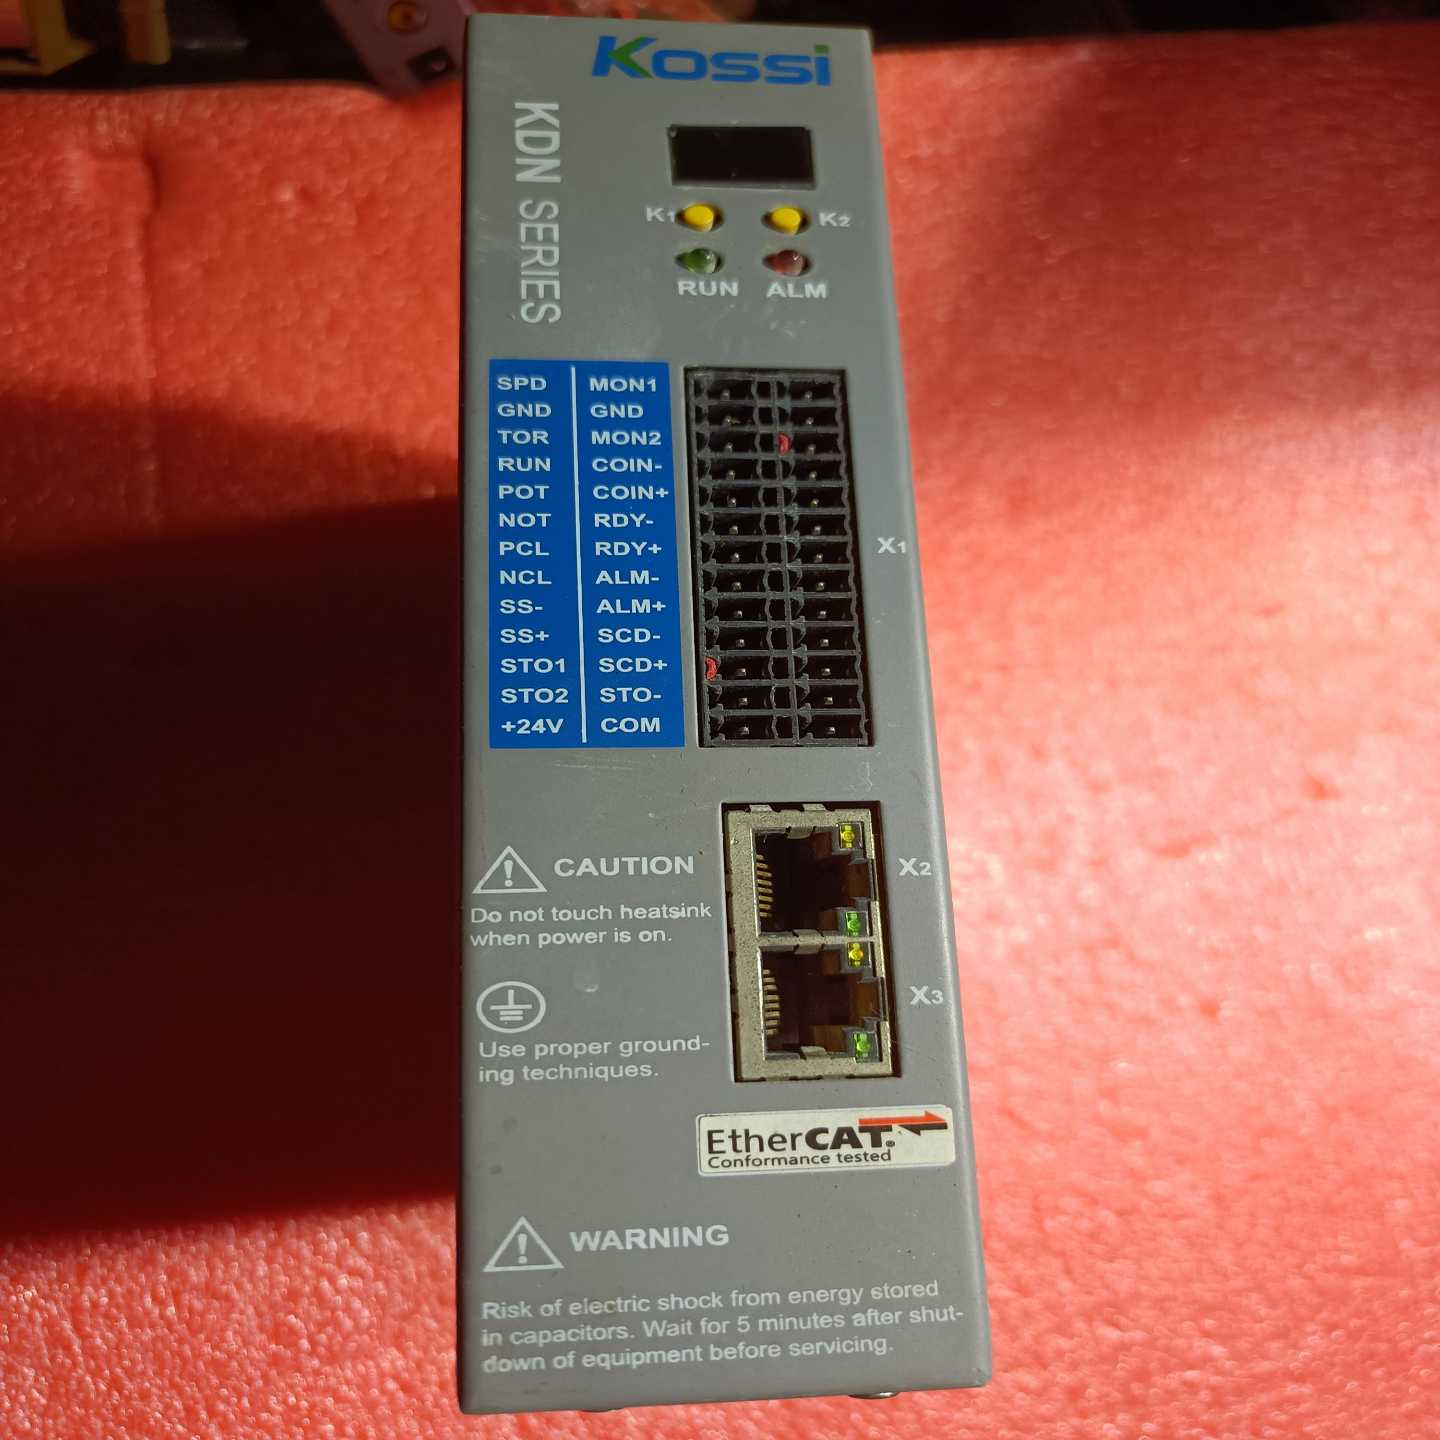 Kossi
KDN SERIES
K1
K2
RUN ALM
SPD MON1
GND GND
TOR MON2
RUN COIN-
POT COIN+
NOT RDY-
PCL RDY+
NCL ALM-
SS- ALM+
SS+ SCD-
STO1 SCD+
STO2 STO-
+24V COM
X1
CAUTION
Do not touch heatsink
when power is on.
X2
X3
Use proper ground-
ing techniques.
EtherCAT®
Conformance tested
WARNING
Risk of electric shock from energy stored
in capacitors. Wait for 5 minutes after shut-
down of equipment before servicing.